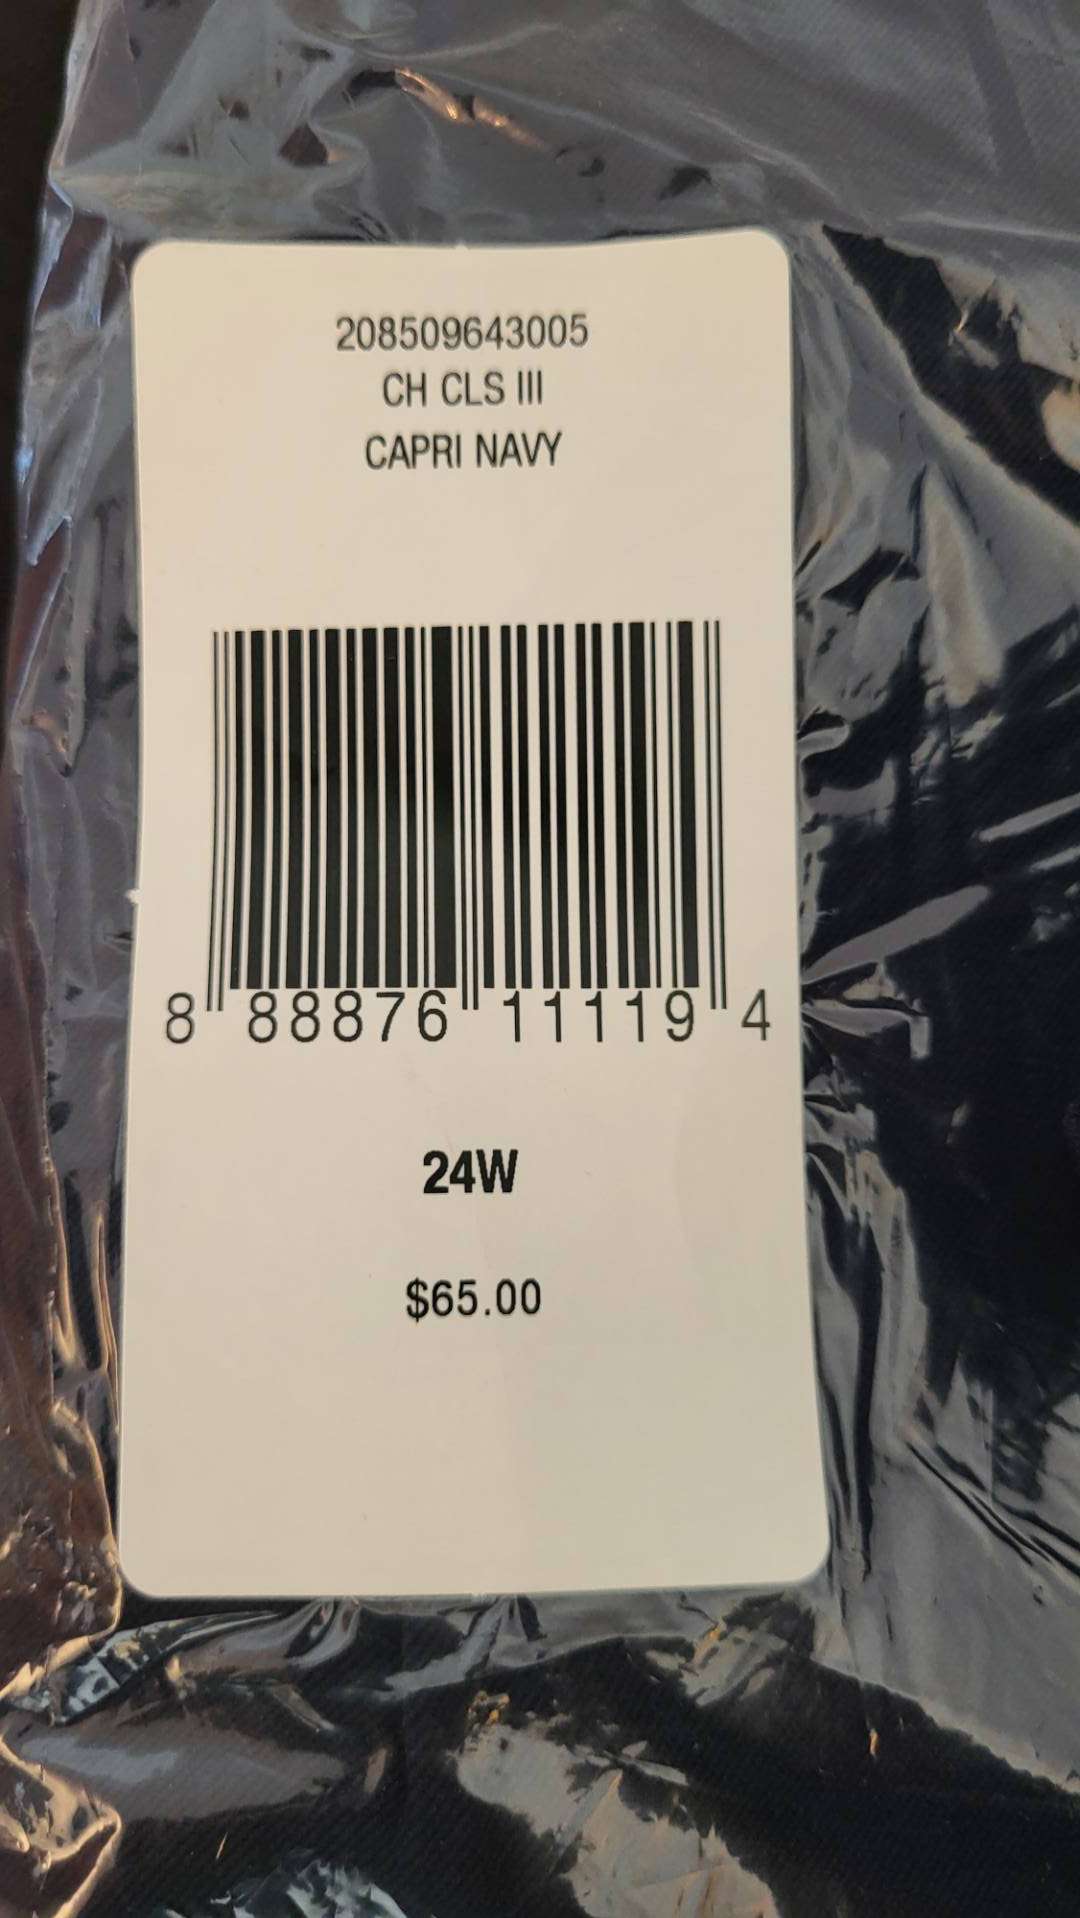 208509643005
CH CLS III
CAPRI NAVY
8 88876 11119 4
24W
$65.00